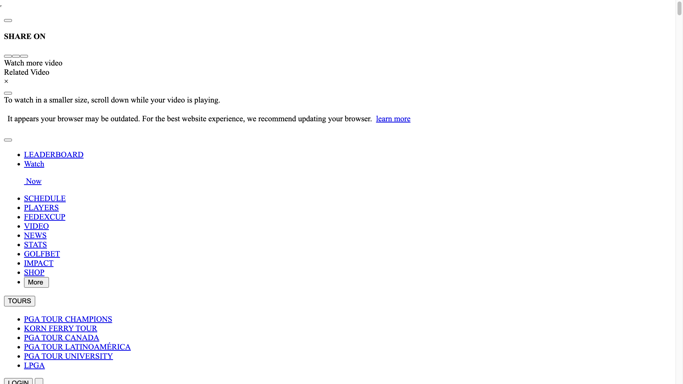 SHARE ON
Watch more video
Related Video
×
To watch in a smaller size, scroll down while your video is playing.
It appears your browser may be outdated. For the best website experience, we recommend updating your browser. learn more
LEADERBOARD
Watch
Now
SCHEDULE
PLAYERS
FEDEXCUP
VIDEO
NEWS
STATS
GOLFBET
IMPACT
SHOP
More
TOURS
PGA TOUR CHAMPIONS
KORN FERRY TOUR
PGA TOUR CANADA
PGA TOUR LATINOAMÉRICA
PGA TOUR UNIVERSITY
LPGA
LOGIN